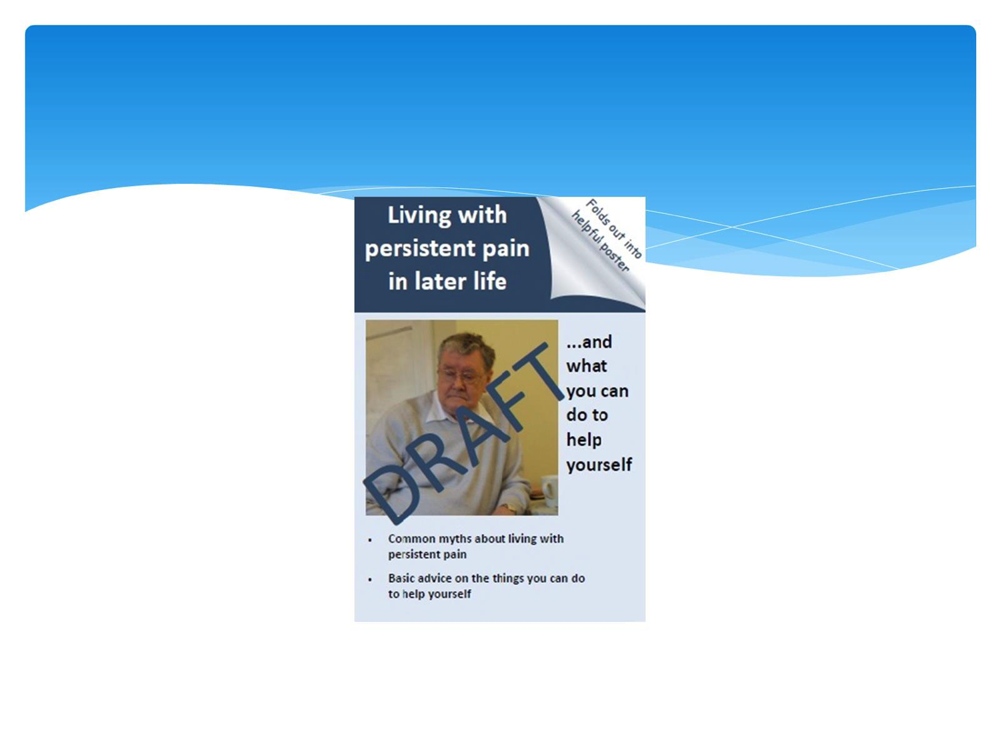 Living with
persistent pain
in later life
Folds out into
helpful poster
...and
what
you can
do to
help
yourself
DRAFT
• Common myths about living with
persistent pain
• Basic advice on the things you can do
to help yourself